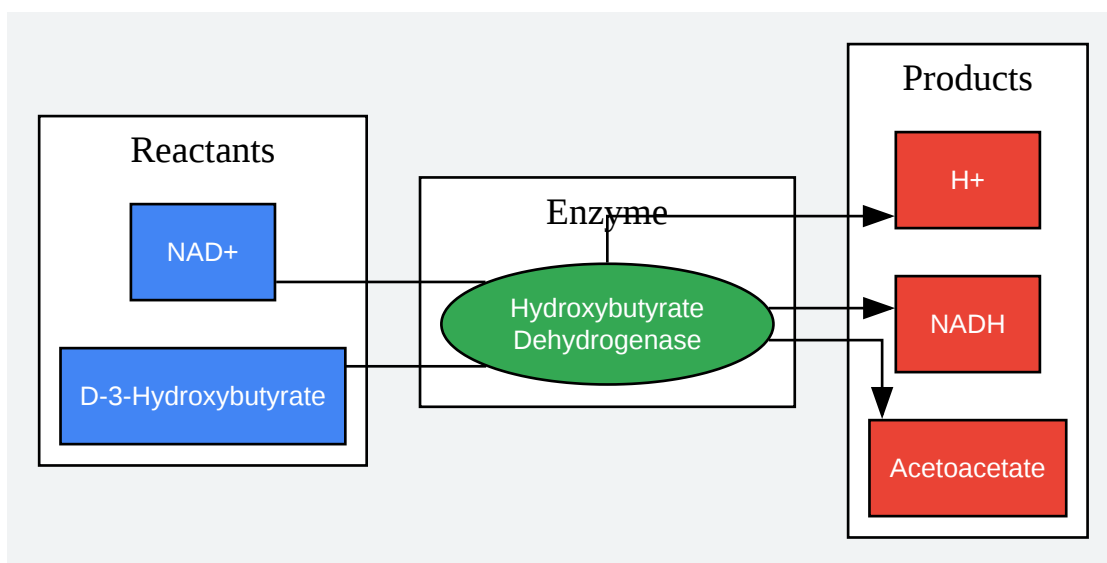 Reactants
NAD+
D-3-Hydroxybutyrate
Enzyme
Hydroxybutyrate
Dehydrogenase
Products
H+
NADH
Acetoacetate